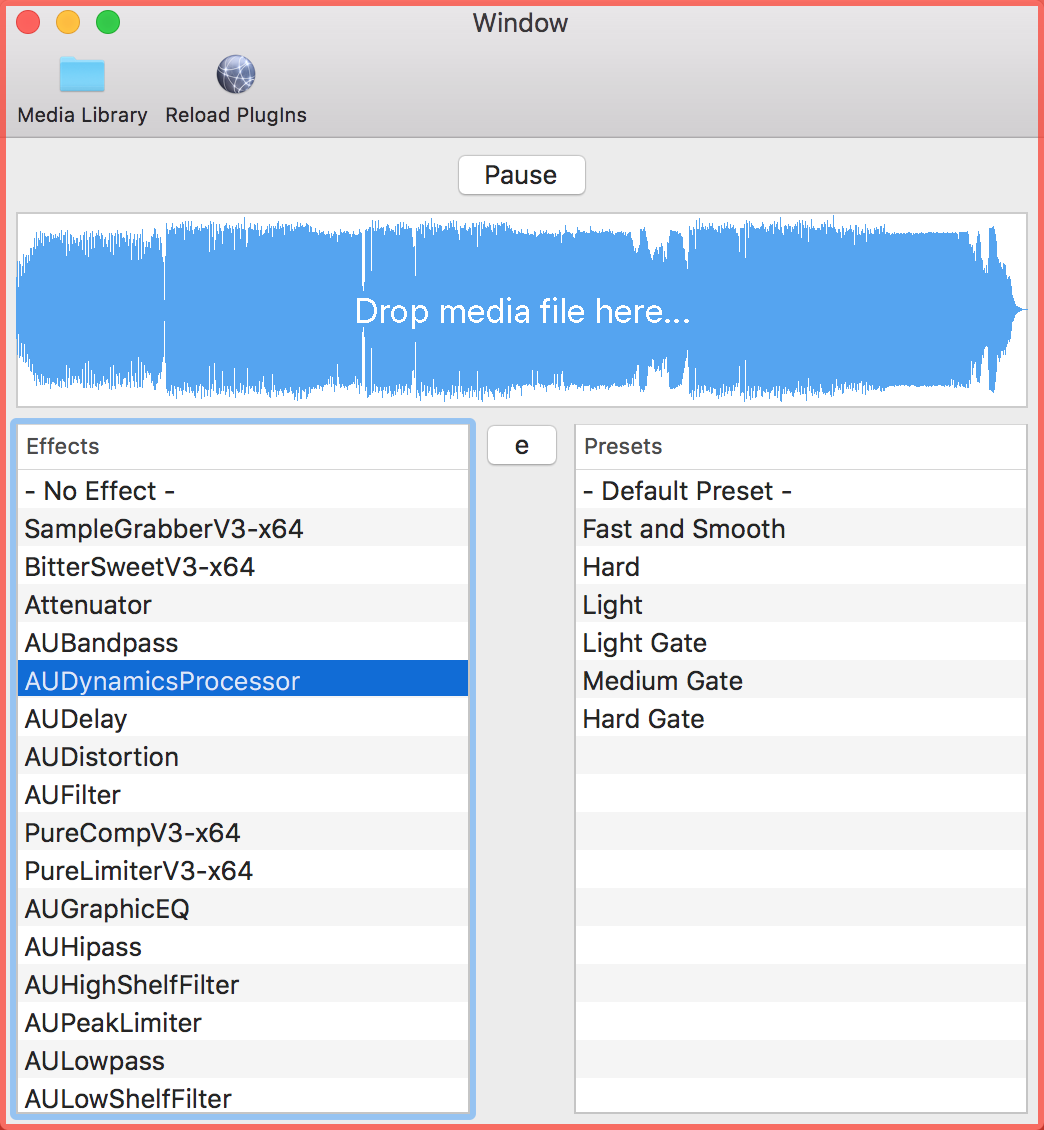 Window
Media Library
Reload PlugIns
Pause
Drop media file here...
Effects
- No Effect -
SampleGrabberV3-x64
BitterSweetV3-x64
Attenuator
AUBandpass
AUDynamicsProcessor
AUDelay
AUDistortion
AUFilter
PureCompV3-x64
PureLimiterV3-x64
AUGraphicEQ
AUHipass
AUHighShelfFilter
AUPeakLimiter
AULowpass
AULowShelfFilter
e
Presets
- Default Preset -
Fast and Smooth
Hard
Light
Light Gate
Medium Gate
Hard Gate